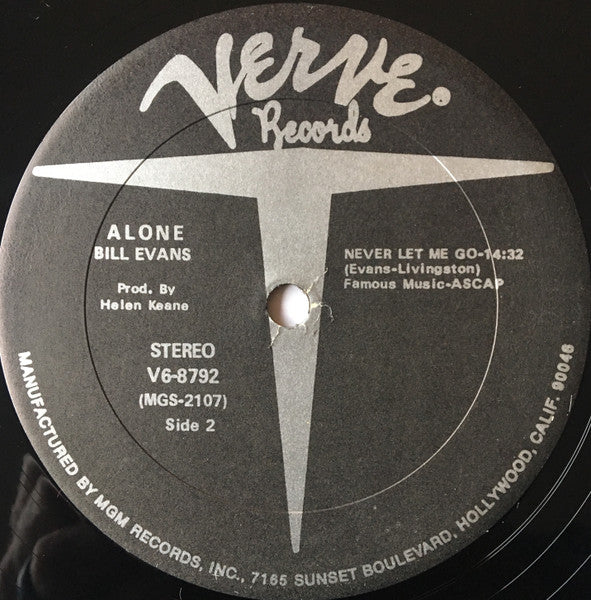 Verve.
Records
ALONE
BILL EVANS
Prod. By
Helen Keane
STEREO
V6-8792
(MGS-2107)
Side 2
NEVER LET ME GO-14:32
(Evans-Livingston)
Famous Music-ASCAP
MANUFACTURED BY MGM RECORDS, INC., 7165 SUNSET BOULEVARD, HOLLYWOOD, CALIF. 90046